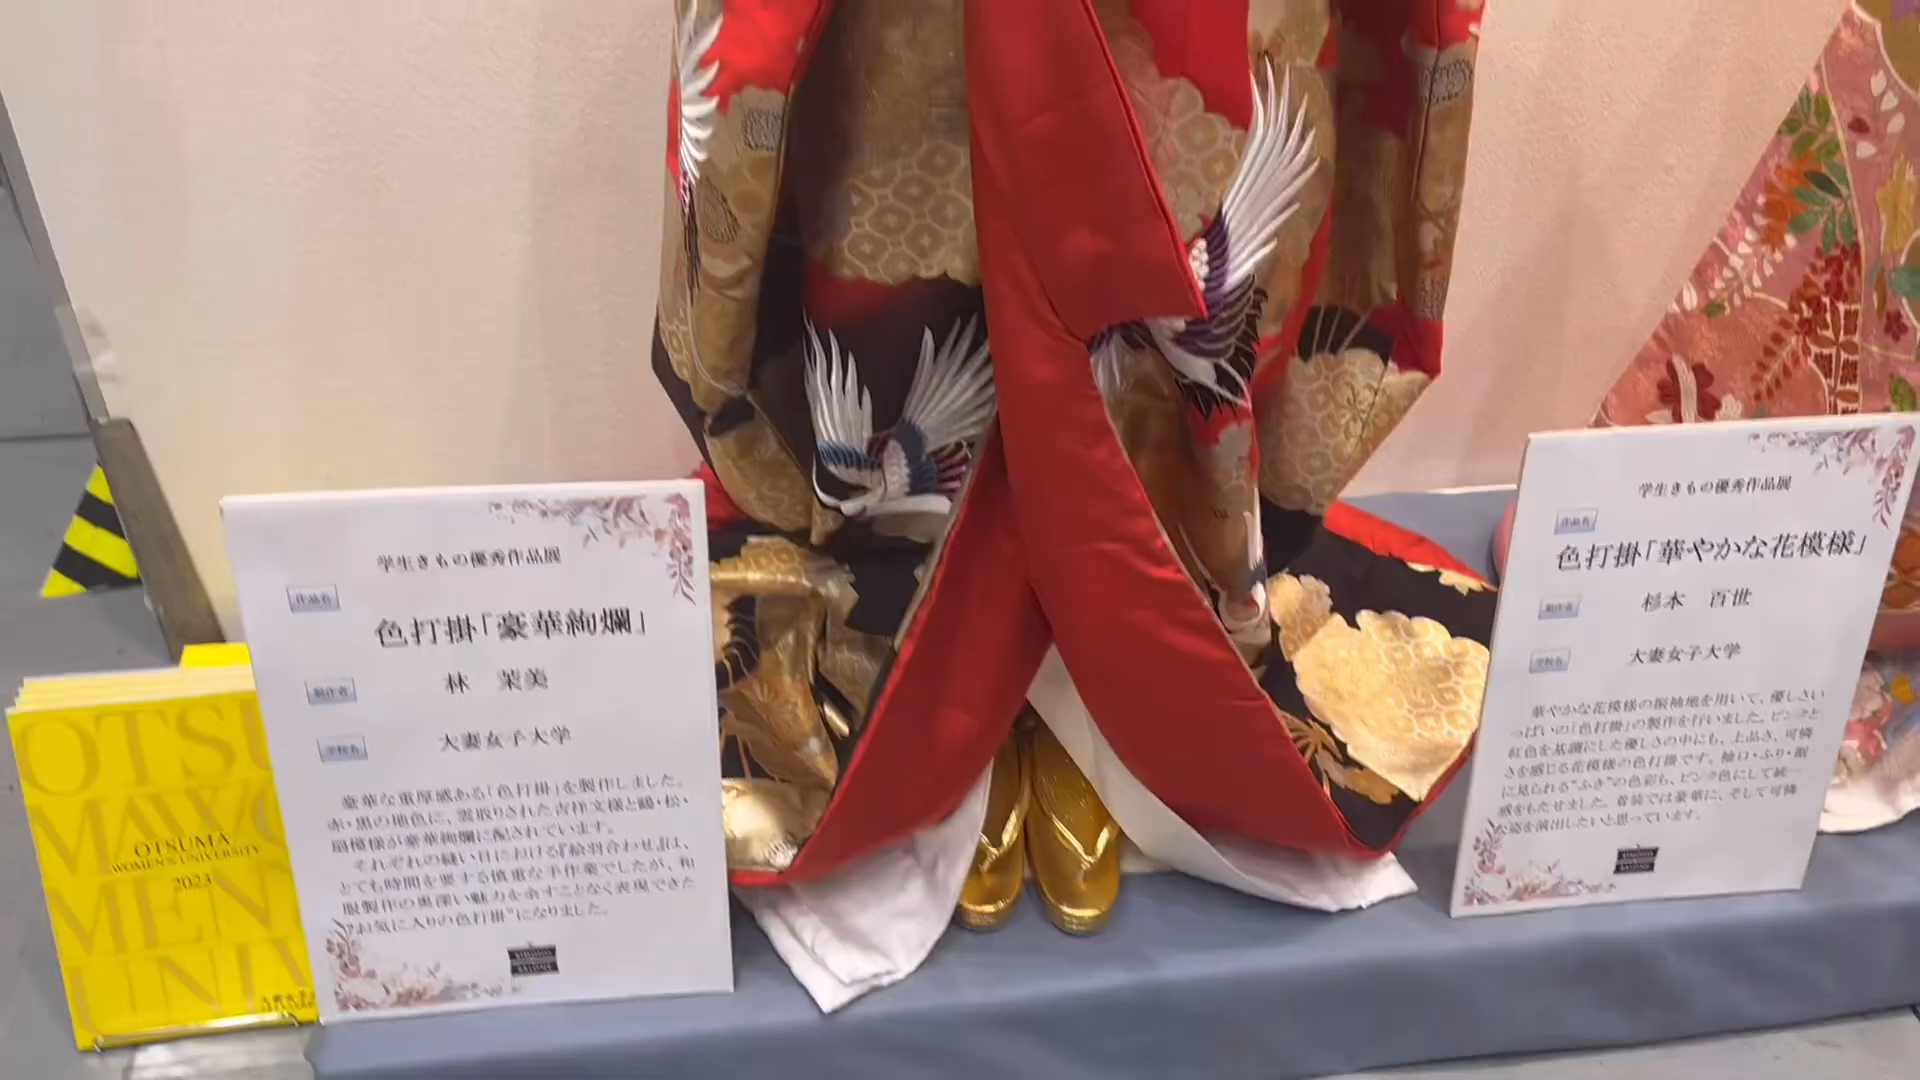 学生きもの優秀作品展
作品名
色打掛「豪華絢爛」
製作者
林 茉美
学校名
大妻女子大学
豪華な重厚感ある「色打掛」を製作しました。
赤・黒の地色に、雲取りされた吉祥文様と鶴・松・
扇模様が豪華絢爛に配されています。
それぞれの縫い目における『絵羽合わせ』は、
とても時間を要する慎重な手作業でしたが、和
服製作の奥深い魅力を余すことなく表現できた
"お気に入りの色打掛"になりました。
学生きもの優秀作品展
作品名
色打掛「華やかな花模様」
製作者
杉本 百世
学校名
大妻女子大学
華やかな花模様の振袖地を用いて、優しさい
っぱいの「色打掛」の製作を行いました。ピンクと
紅色を基調にした優しさの中にも、上品さ、可憐
さを感じる花模様の色打掛です。袖口・ふり・裾
に見られる"ふき"の色彩も、ピンク色にして統一
感をもたせました。着装では豪華に、そして可憐
な姿を演出したいと思っています。
OTSU
MAWO
MEN
UNIV
OTSUMA
WOMEN'S UNIVERSITY
2023